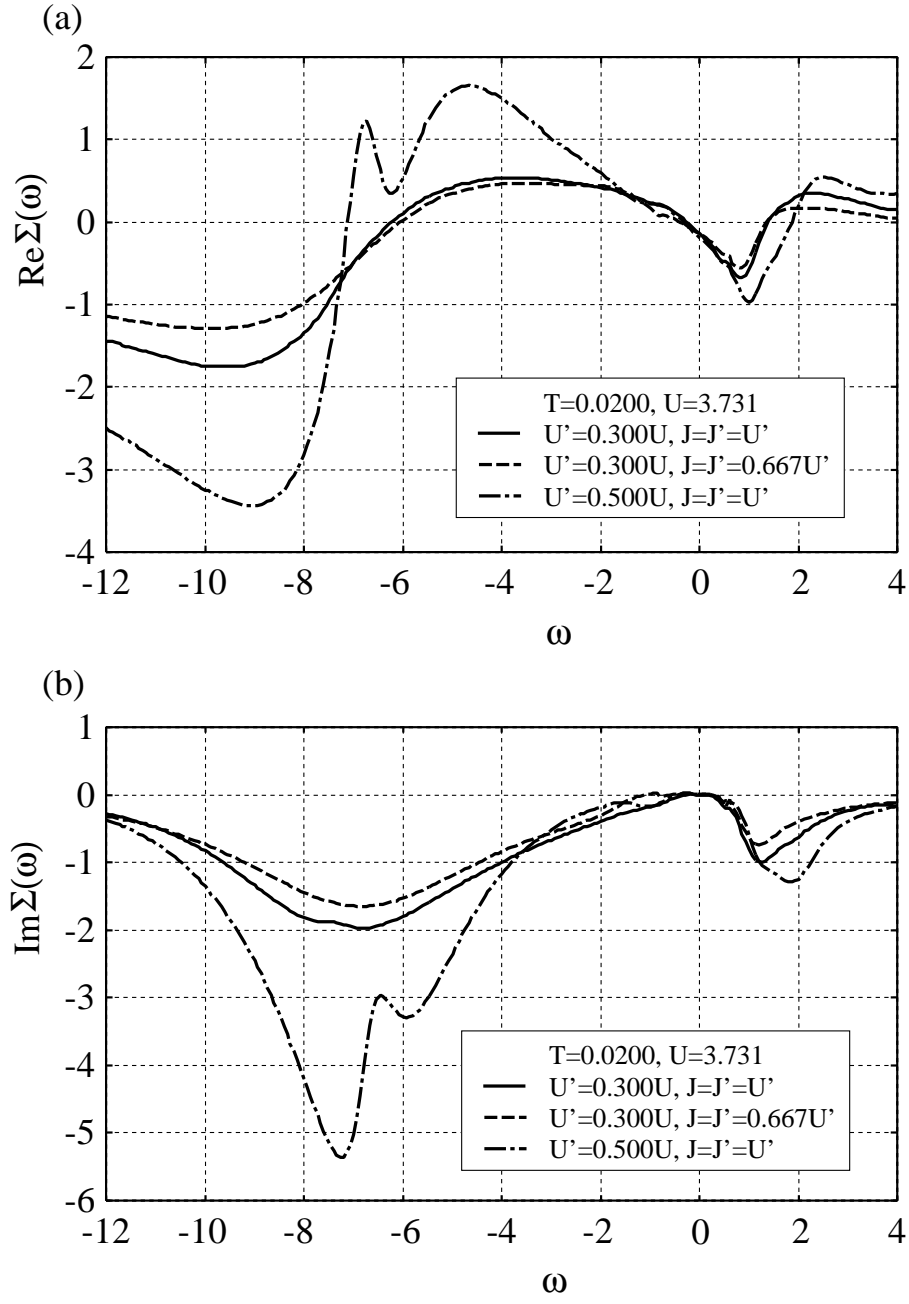 (a)
2
1
0
-1
-2
-3
-4
ReΣ(ω)
T=0.0200, U=3.731
U'=0.300U, J=J'=U'
U'=0.300U, J=J'=0.667U'
U'=0.500U, J=J'=U'
-12 -10 -8 -6 -4 -2 0 2 4
ω
(b)
1
0
-1
-2
-3
-4
-5
-6
ImΣ(ω)
T=0.0200, U=3.731
U'=0.300U, J=J'=U'
U'=0.300U, J=J'=0.667U'
U'=0.500U, J=J'=U'
-12 -10 -8 -6 -4 -2 0 2 4
ω